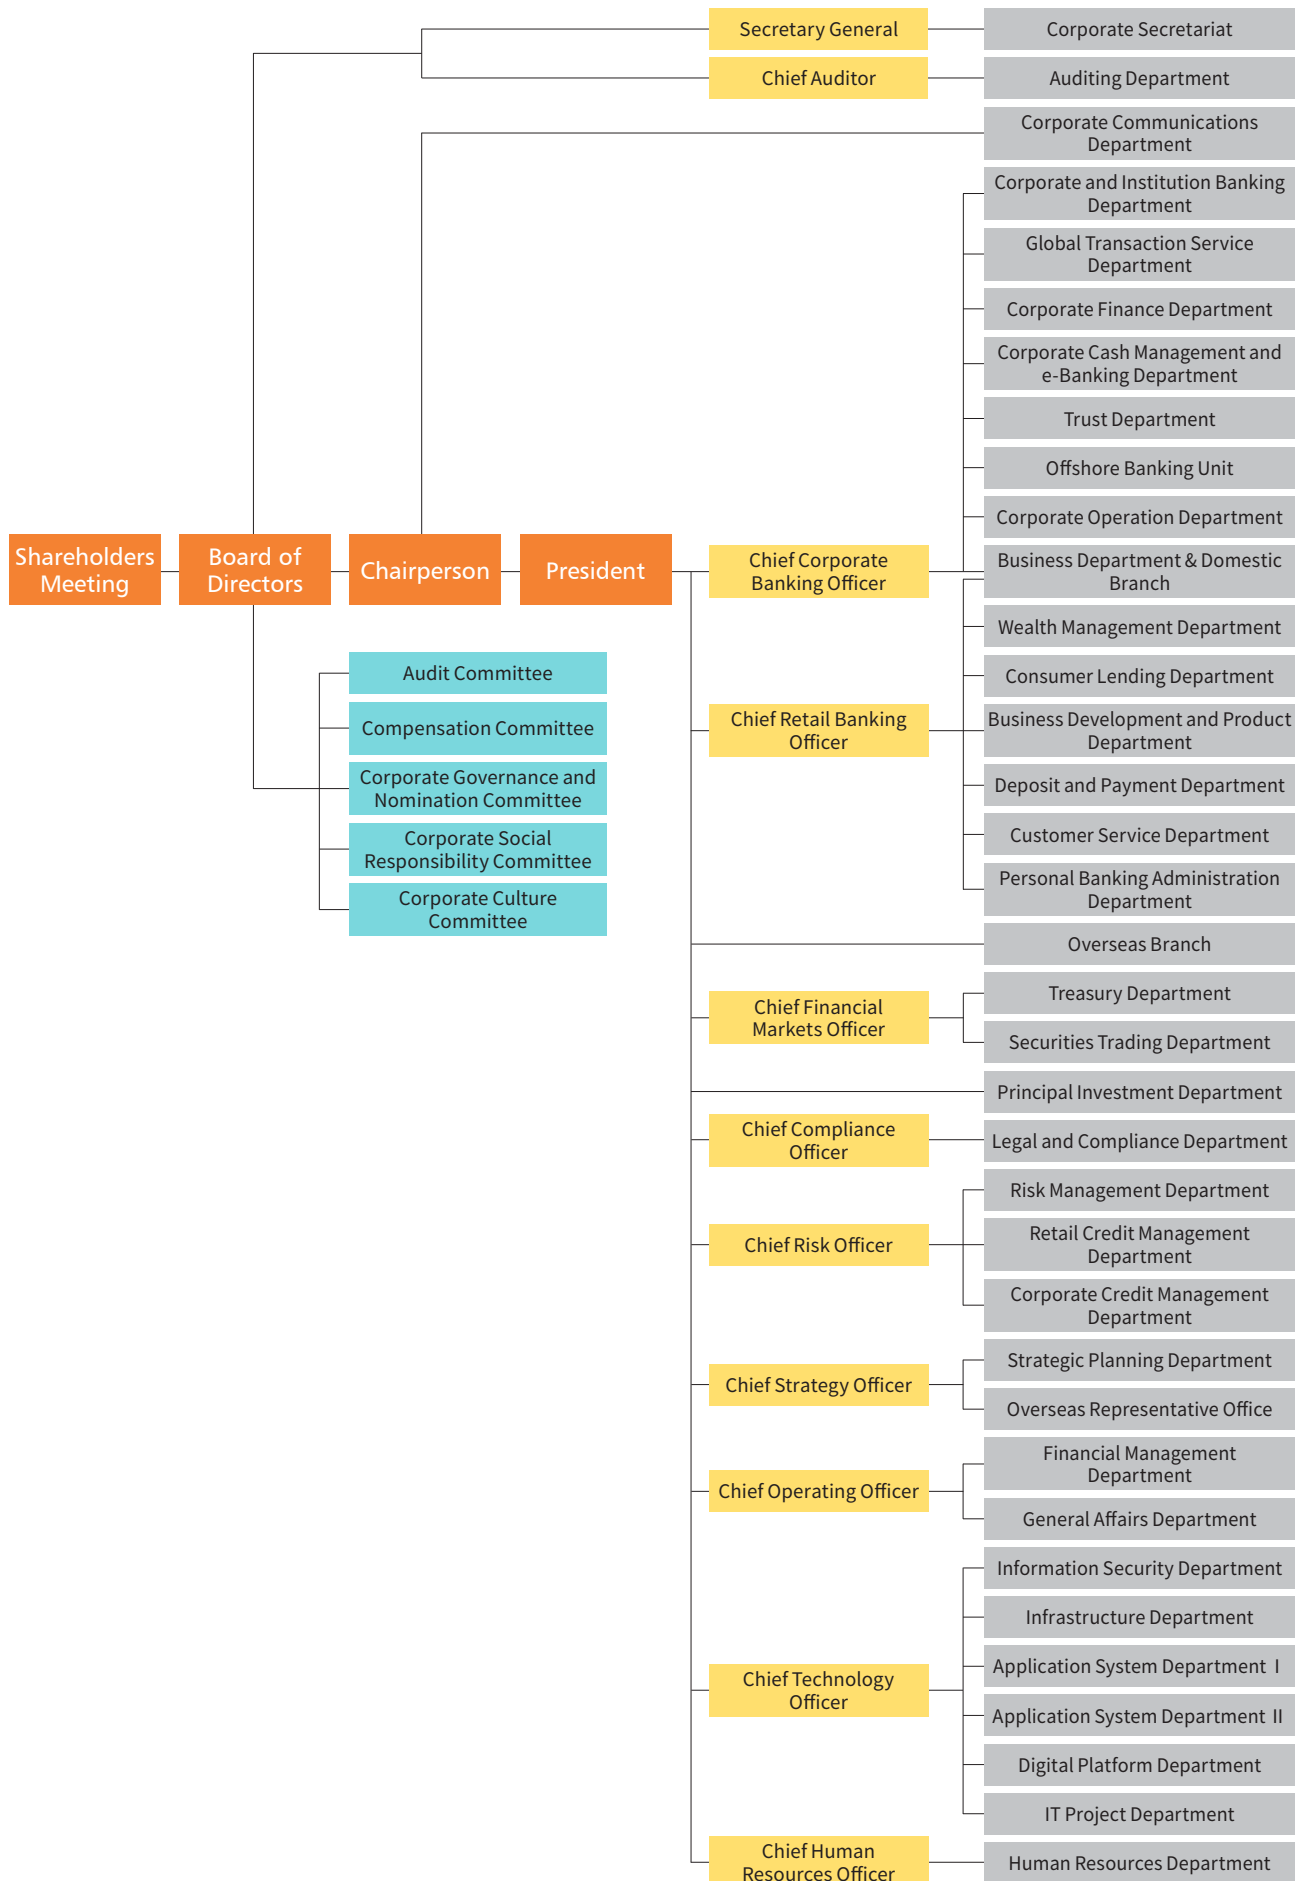 Secretary General
Corporate Secretariat
Chief Auditor
Auditing Department
Corporate Communications
Department
Corporate and Institution Banking
Department
Global Transaction Service
Department
Corporate Finance Department
Corporate Cash Management and
e-Banking Department
Trust Department
Offshore Banking Unit
Corporate Operation Department
Shareholders
Meeting
Board of
Directors
Chairperson
President
Chief Corporate
Banking Officer
Business Department & Domestic
Branch
Wealth Management Department
Consumer Lending Department
Audit Committee
Compensation Committee
Corporate Governance and
Nomination Committee
Corporate Social
Responsibility Committee
Corporate Culture
Committee
Chief Retail Banking
Officer
Business Development and Product
Department
Deposit and Payment Department
Customer Service Department
Personal Banking Administration
Department
Overseas Branch
Chief Financial
Markets Officer
Treasury Department
Securities Trading Department
Principal Investment Department
Chief Compliance
Officer
Legal and Compliance Department
Chief Risk Officer
Risk Management Department
Retail Credit Management
Department
Corporate Credit Management
Department
Chief Strategy Officer
Strategic Planning Department
Overseas Representative Office
Chief Operating Officer
Financial Management
Department
General Affairs Department
Chief Technology
Officer
Information Security Department
Infrastructure Department
Application System Department Ⅰ
Application System Department Ⅱ
Digital Platform Department
IT Project Department
Chief Human
Resources Officer
Human Resources Department